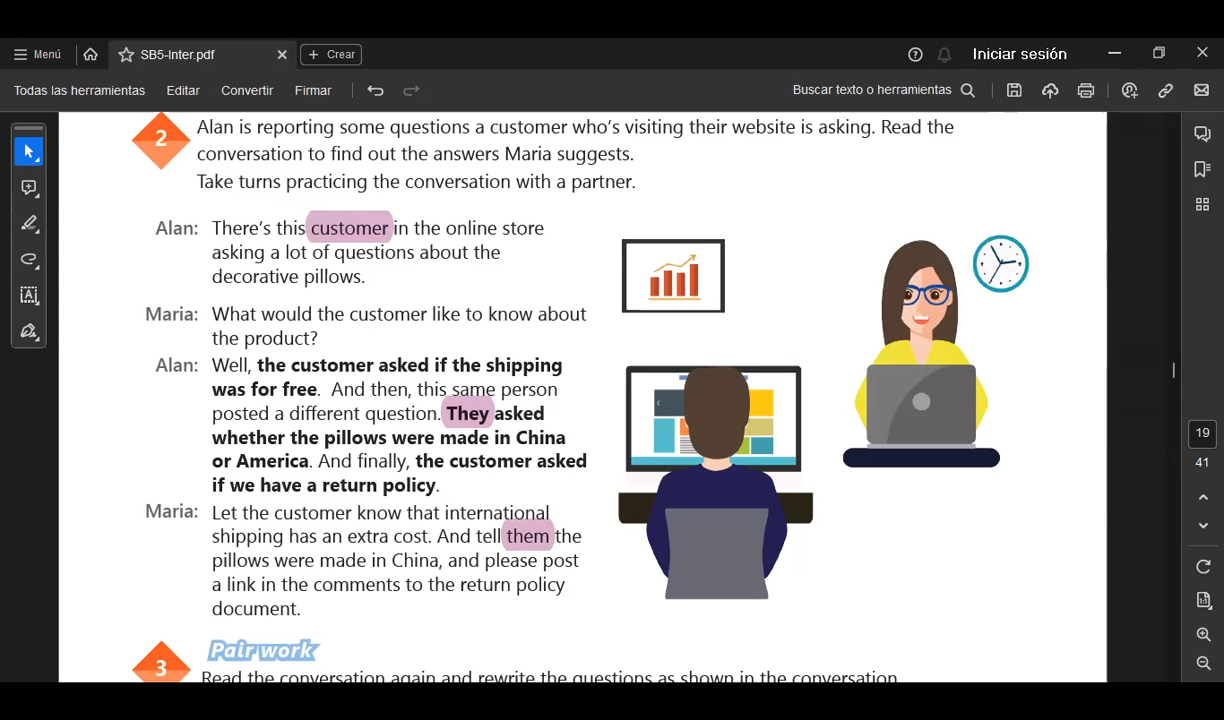 Menú
SB5-Inter.pdf
Crear
Iniciar sesión
Todas las herramientas
Editar
Convertir
Firmar
Buscar texto o herramientas
2
Alan is reporting some questions a customer who's visiting their website is asking. Read the
conversation to find out the answers Maria suggests.
Take turns practicing the conversation with a partner.
Alan: There's this customer in the online store
asking a lot of questions about the
decorative pillows.
Maria: What would the customer like to know about
the product?
Alan: Well, the customer asked if the shipping
was for free. And then, this same person
posted a different question. They asked
whether the pillows were made in China
or America. And finally, the customer asked
if we have a return policy.
Maria: Let the customer know that international
shipping has an extra cost. And tell them the
pillows were made in China, and please post
a link in the comments to the return policy
document.
19
41
3
Pair work
Read the conversation again and rewrite the questions as shown in the conversation